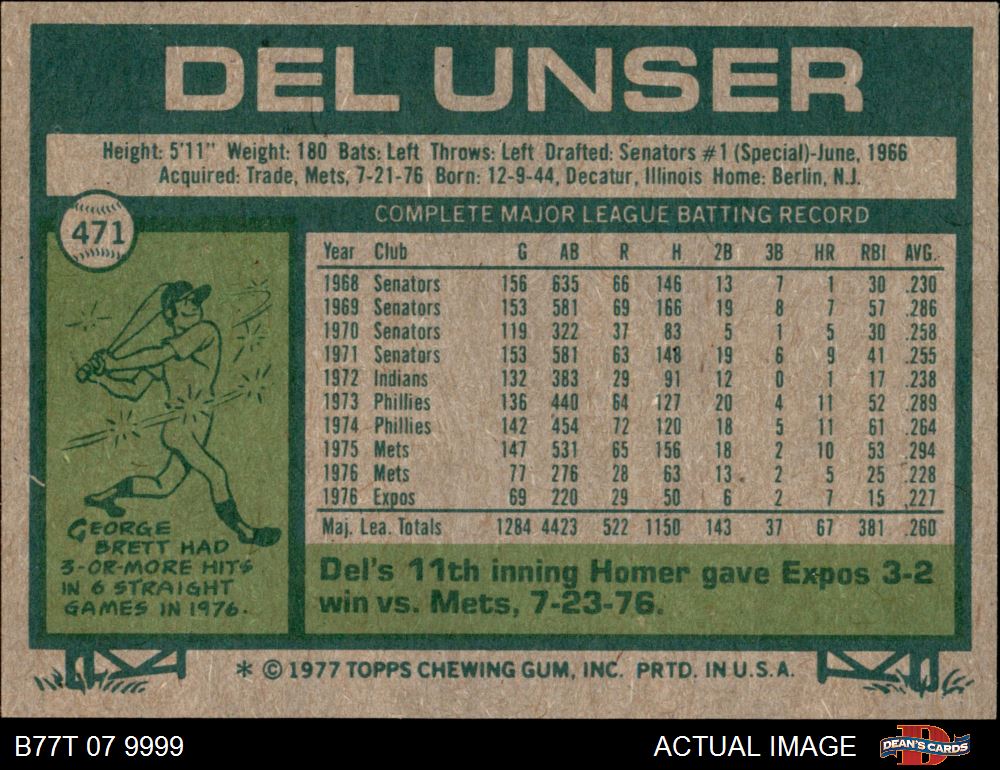 DEL UNSER
Height: 5'11" Weight: 180 Bats: Left Throws: Left Drafted: Senators #1 (Special)-June, 1966
Acquired: Trade, Mets, 7-21-76 Born: 12-9-44, Decatur, Illinois Home: Berlin, N.J.
471
COMPLETE MAJOR LEAGUE BATTING RECORD
Year Club G AB R H 2B 3B HR RBI AVG.
1968 Senators 156 635 66 146 13 7 1 30 .230
1969 Senators 153 581 69 166 19 8 7 57 .286
1970 Senators 119 322 37 83 5 1 5 30 .258
1971 Senators 153 581 63 148 19 6 9 41 .255
1972 Indians 132 383 29 91 12 0 1 17 .238
1973 Phillies 136 440 64 127 20 4 11 52 .289
1974 Phillies 142 454 72 120 18 5 11 61 .264
1975 Mets 147 531 65 156 18 2 10 53 .294
1976 Mets 77 276 28 63 13 2 5 25 .228
1976 Expos 69 220 29 50 6 2 7 15 .227
Maj. Lea. Totals 1284 4423 522 1150 143 37 67 381 .260
GEORGE
BRETT HAD
3-OR-MORE HITS
IN 6 STRAIGHT
GAMES IN 1976.
Del's 11th inning Homer gave Expos 3-2
win vs. Mets, 7-23-76.
* © 1977 TOPPS CHEWING GUM, INC. PRTD. IN U.S.A.
B77T 07 9999
ACTUAL IMAGE
DEAN'S CARDS